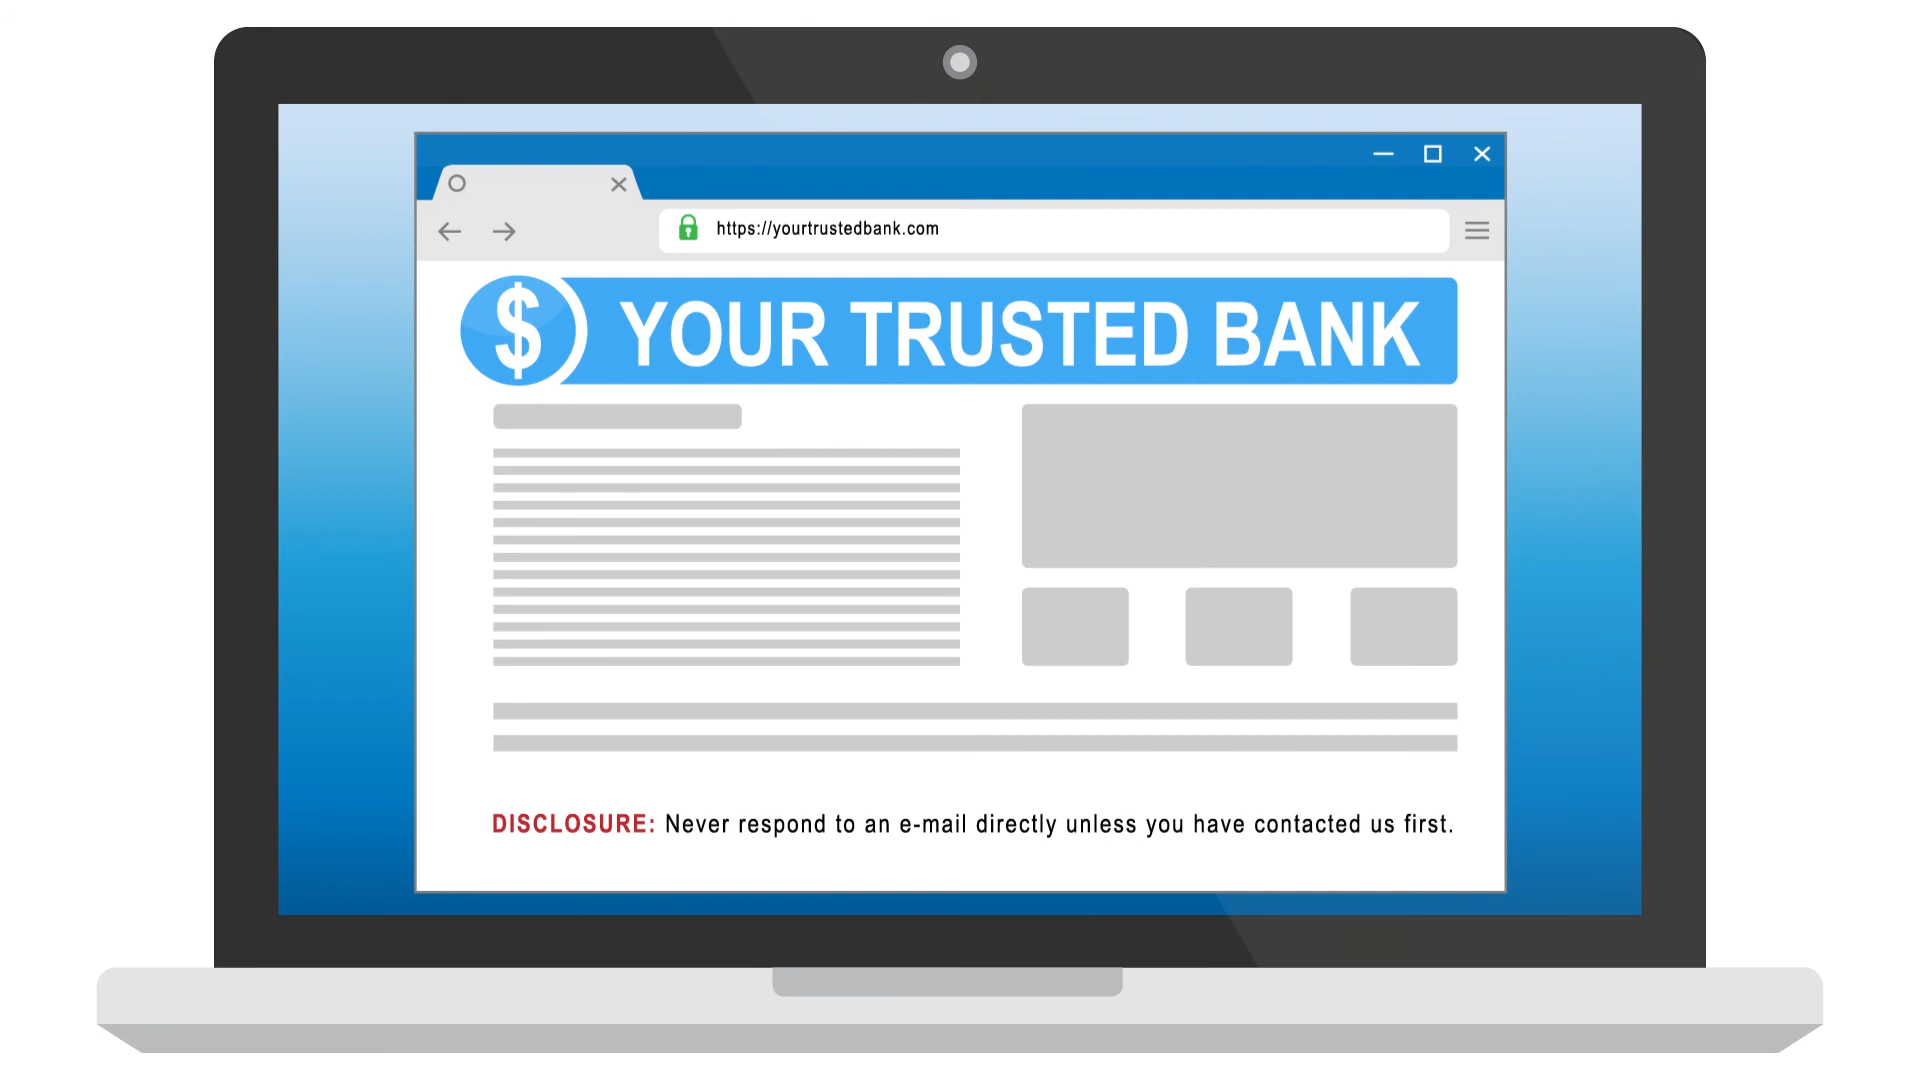 https://yourtrustedbank.com
$ YOUR TRUSTED BANK
DISCLOSURE: Never respond to an e-mail directly unless you have contacted us first.